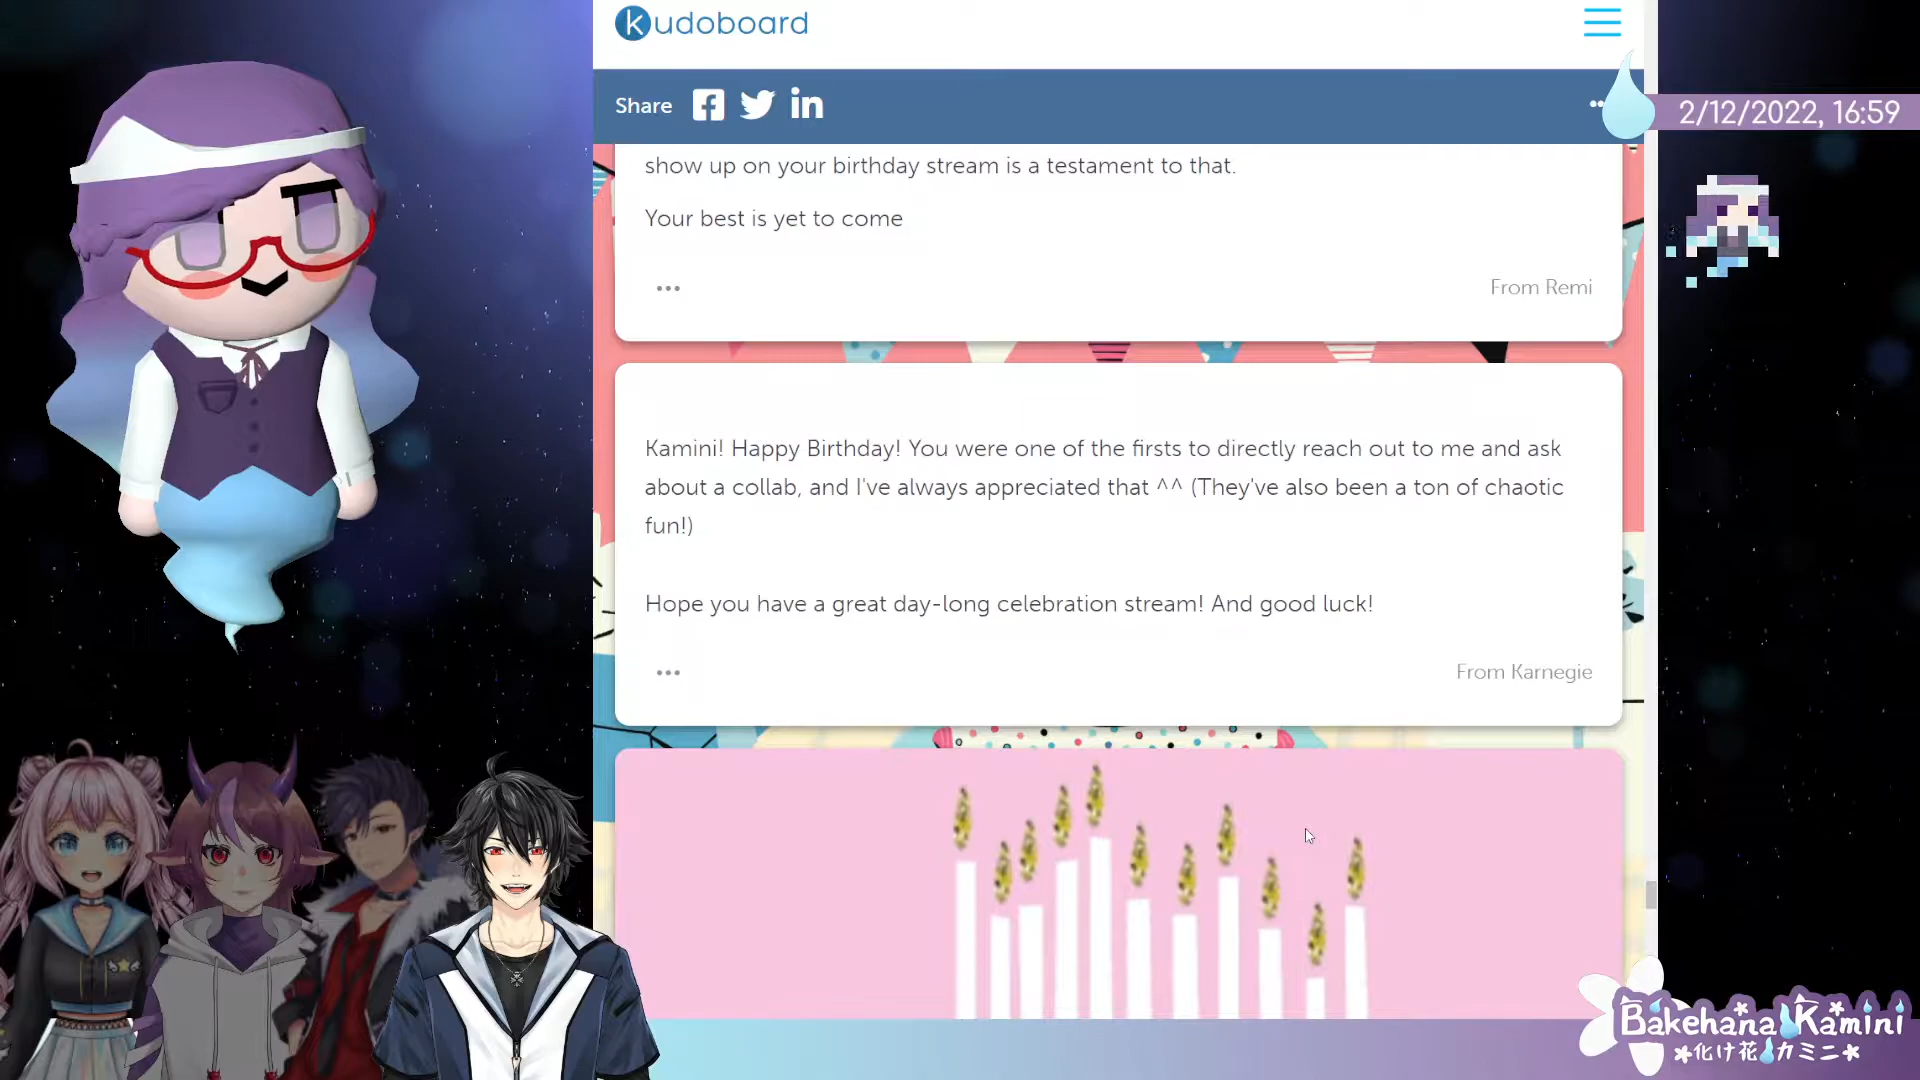 kudoboard
Share
2/12/2022, 16:59
show up on your birthday stream is a testament to that.
Your best is yet to come
From Remi
Kamini! Happy Birthday! You were one of the firsts to directly reach out to me and ask
about a collab, and I've always appreciated that ^^ (They've also been a ton of chaotic
fun!)
Hope you have a great day-long celebration stream! And good luck!
From Karnegie
Bakehana Kamini
化け花カミニ